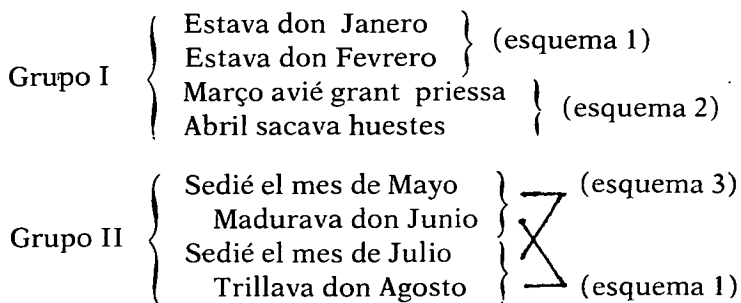 Estava don Janero
Estava don Fevrero
(esquema 1)
Grupo I
Março avié grant priessa
Abril sacava huestes
(esquema 2)
Sedié el mes de Mayo
(esquema 3)
Madurava don Junio
Grupo II
Sedié el mes de Julio
Trillava don Agosto
(esquema 1)